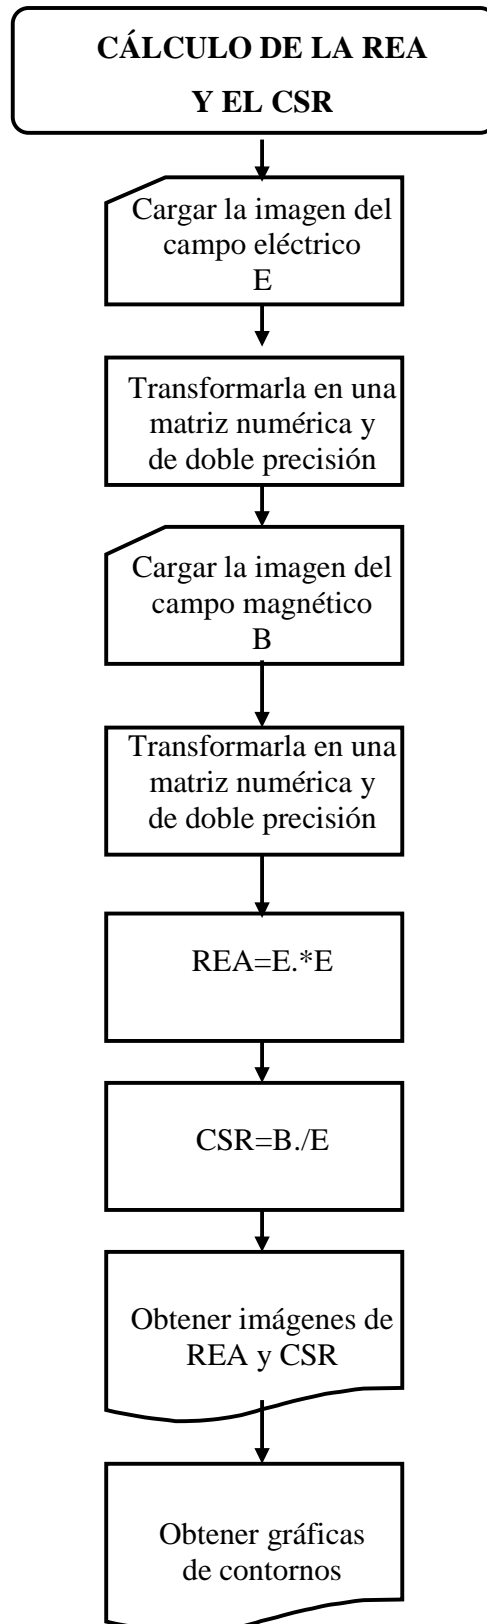 CÁLCULO DE LA REA
Y EL CSR
Cargar la imagen del
campo eléctrico
E
Transformarla en una
matriz numérica y
de doble precisión
Cargar la imagen del
campo magnético
B
Transformarla en una
matriz numérica y
de doble precisión
REA=E.*E
CSR=B./E
Obtener imágenes de
REA y CSR
Obtener gráficas
de contornos